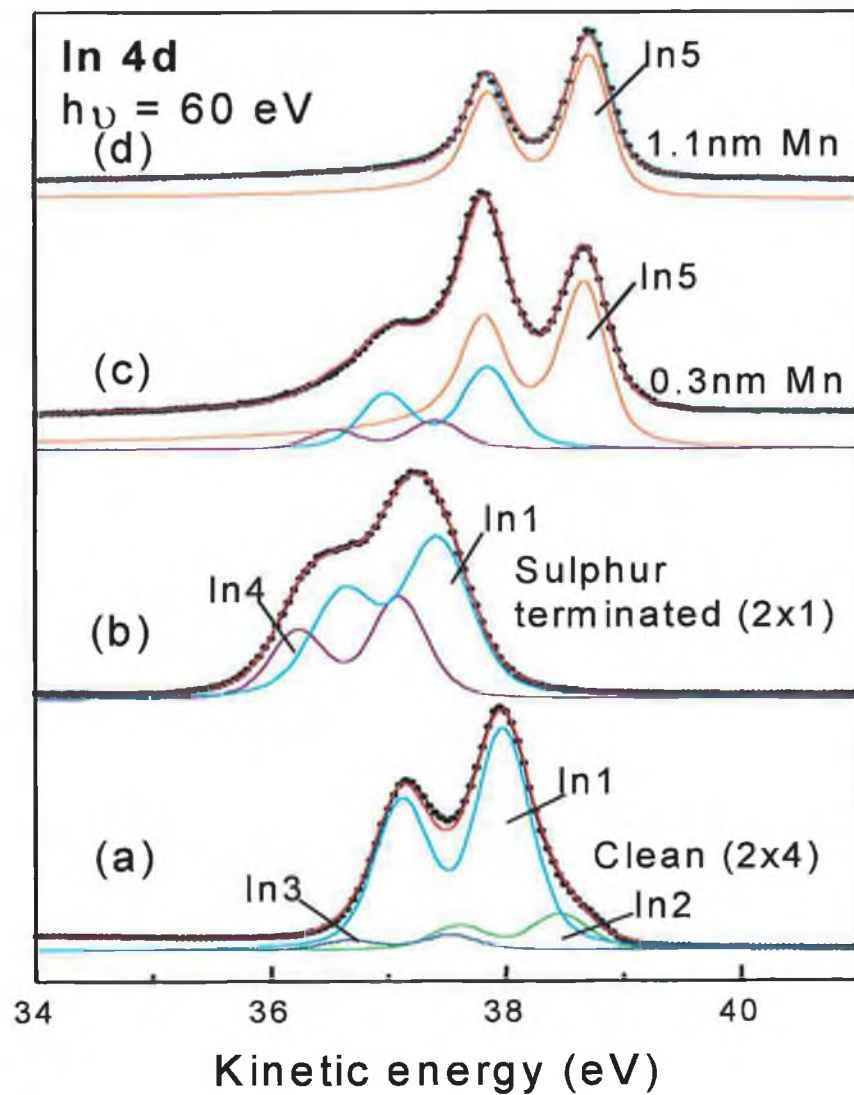 In 4d
hυ = 60 eV
(d)
In5
1.1nm Mn
In5
(c)
0.3nm Mn
In1
In4
Sulphur
terminated (2x1)
(b)
In1
(a)
Clean (2x4)
In3
In2
34 36 38 40
Kinetic energy (eV)